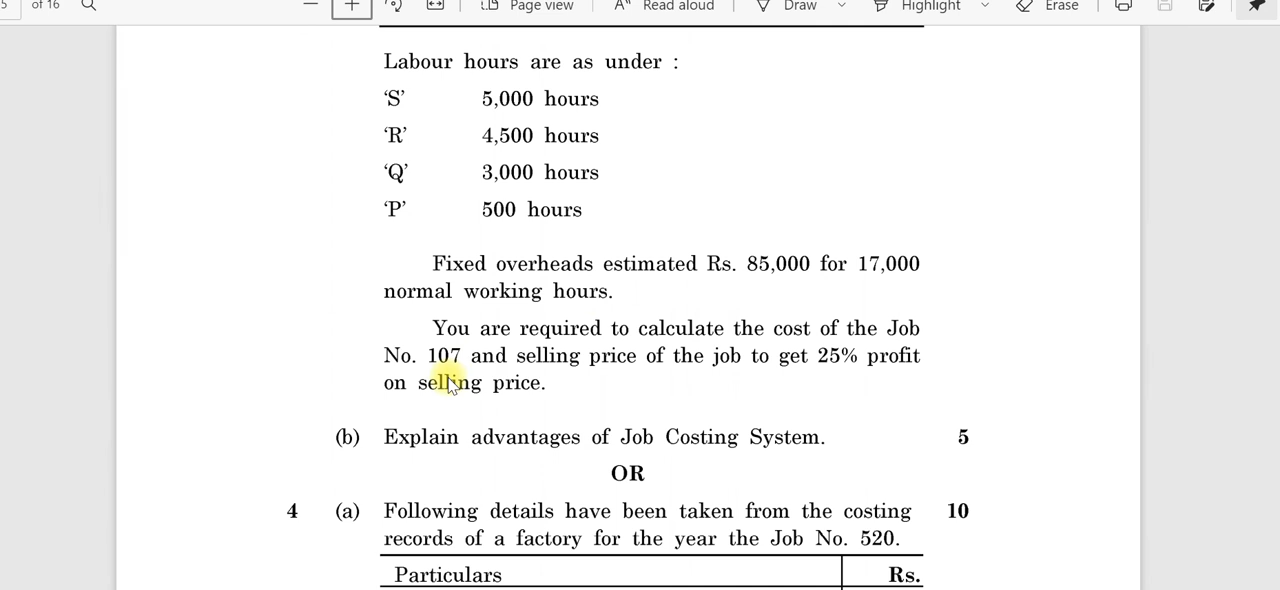 5 of 16 Page view Read aloud Draw Highlight Erase
Labour hours are as under :
‘S’ 5,000 hours
‘R’ 4,500 hours
‘Q’ 3,000 hours
‘P’ 500 hours
Fixed overheads estimated Rs. 85,000 for 17,000
normal working hours.
You are required to calculate the cost of the Job
No. 107 and selling price of the job to get 25% profit
on selling price.
(b) Explain advantages of Job Costing System. 5
OR
4 (a) Following details have been taken from the costing 10
records of a factory for the year the Job No. 520.
Particulars Rs.